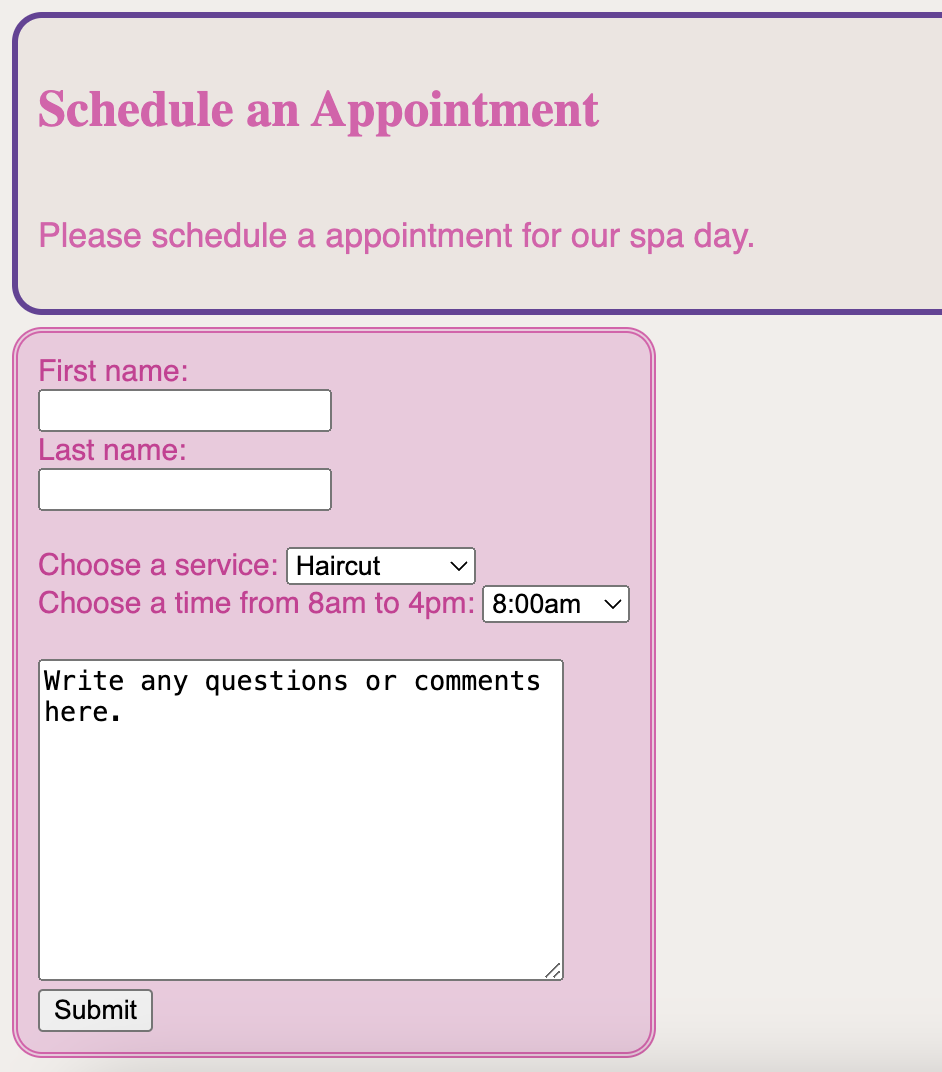 Schedule an Appointment
Please schedule a appointment for our spa day.
First name:
Last name:
Choose a service: Haircut
Choose a time from 8am to 4pm: 8:00am
Write any questions or comments
here.
Submit